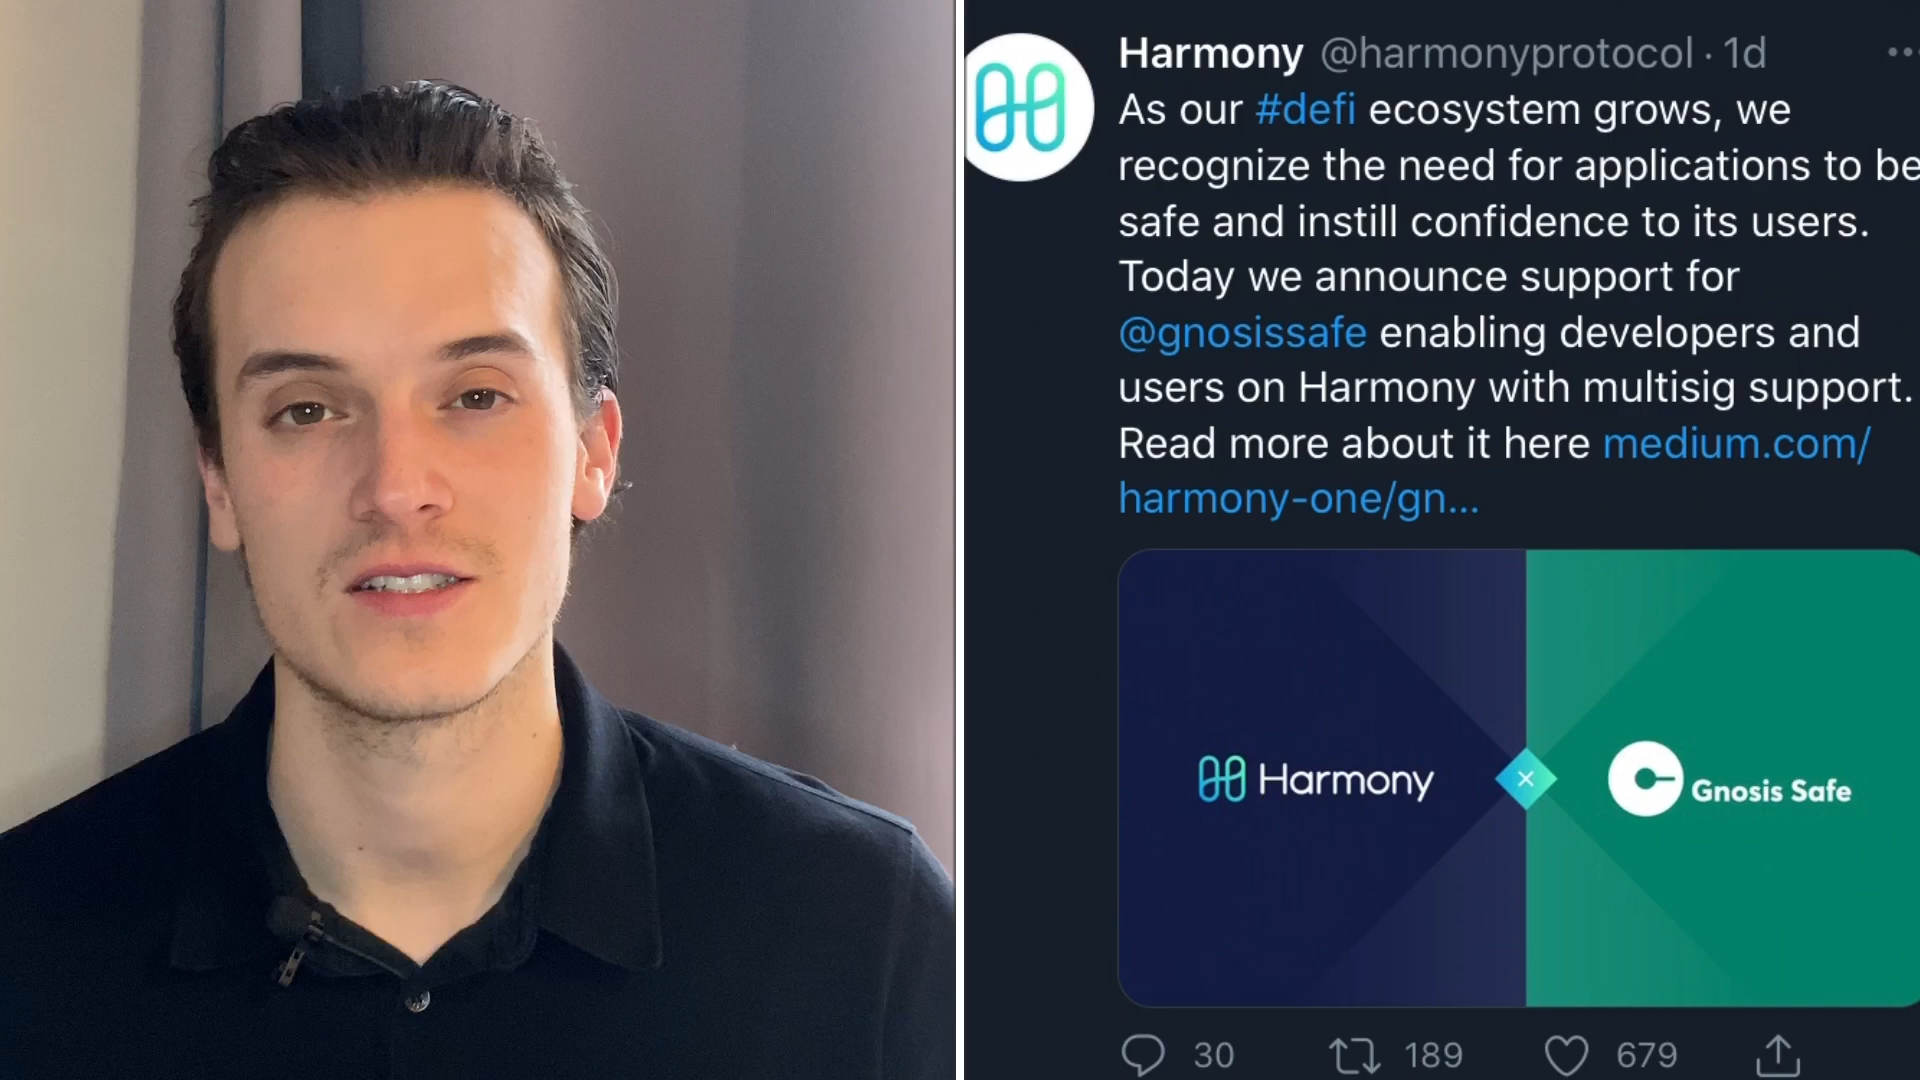 Harmony @harmonyprotocol · 1d
As our #defi ecosystem grows, we
recognize the need for applications to be
safe and instill confidence to its users.
Today we announce support for
@gnosissafe enabling developers and
users on Harmony with multisig support.
Read more about it here medium.com/
harmony-one/gn...
Harmony
Gnosis Safe
30 189 679